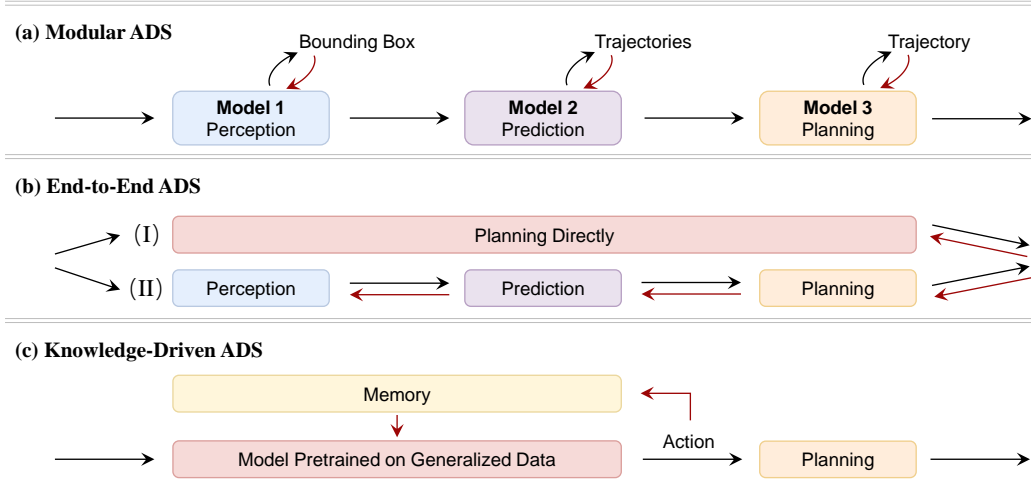 (a) Modular ADS
Bounding Box
Trajectories
Trajectory
Model 1
Perception
Model 2
Prediction
Model 3
Planning
(b) End-to-End ADS
(I)
Planning Directly
(II)
Perception
Prediction
Planning
(c) Knowledge-Driven ADS
Memory
Action
Model Pretrained on Generalized Data
Planning